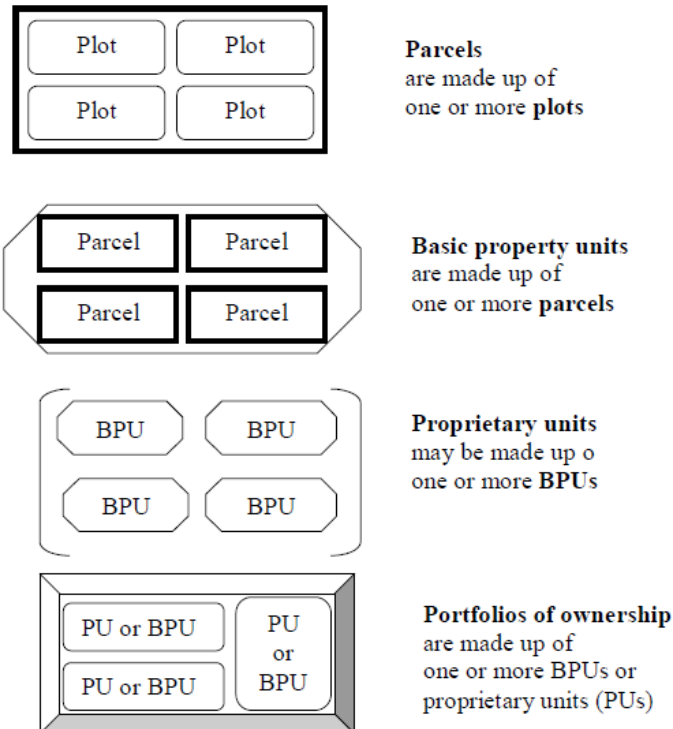 Plot Plot
Plot Plot
Parcels
are made up of
one or more plots
Parcel Parcel
Parcel Parcel
Basic property units
are made up of
one or more parcels
BPU BPU
BPU BPU
Proprietary units
may be made up o
one or more BPUs
PU or BPU
PU or BPU
PU
or
BPU
Portfolios of ownership
are made up of
one or more BPUs or
proprietary units (PUs)